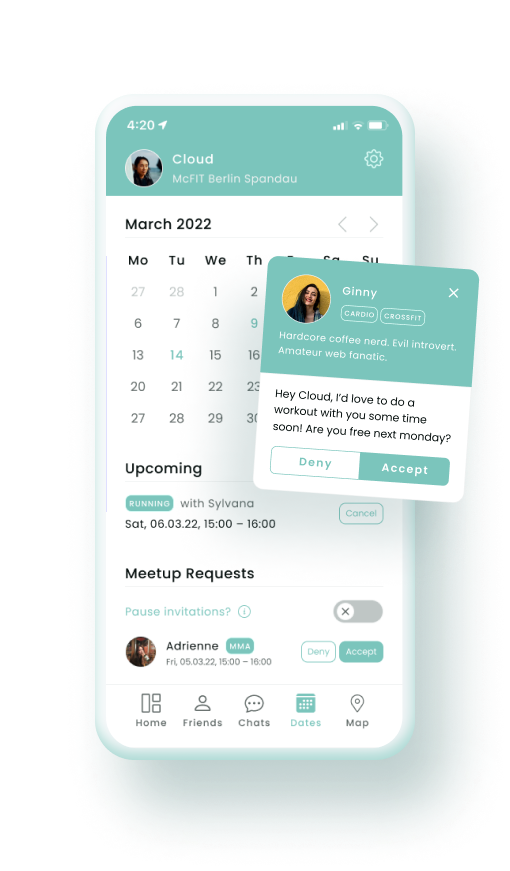 4:20
Cloud
McFIT Berlin Spandau
March 2022
Mo Tu We Th Sa Su
27 28 1 2
6 7 8 9
13 14 15 16
20 21 22 23
27 28 29 30
Ginny
CARDIO CROSSFIT
Hardcore coffee nerd. Evil introvert.
Amateur web fanatic.
Hey Cloud, I’d love to do a
workout with you some time
soon! Are you free next monday?
Deny Accept
Upcoming
RUNNING with Sylvana
Sat, 06.03.22, 15:00 – 16:00
Cancel
Meetup Requests
Pause invitations?
Adrienne MMA
Fri, 05.03.22, 15:00 – 16:00
Deny Accept
Home Friends Chats Dates Map